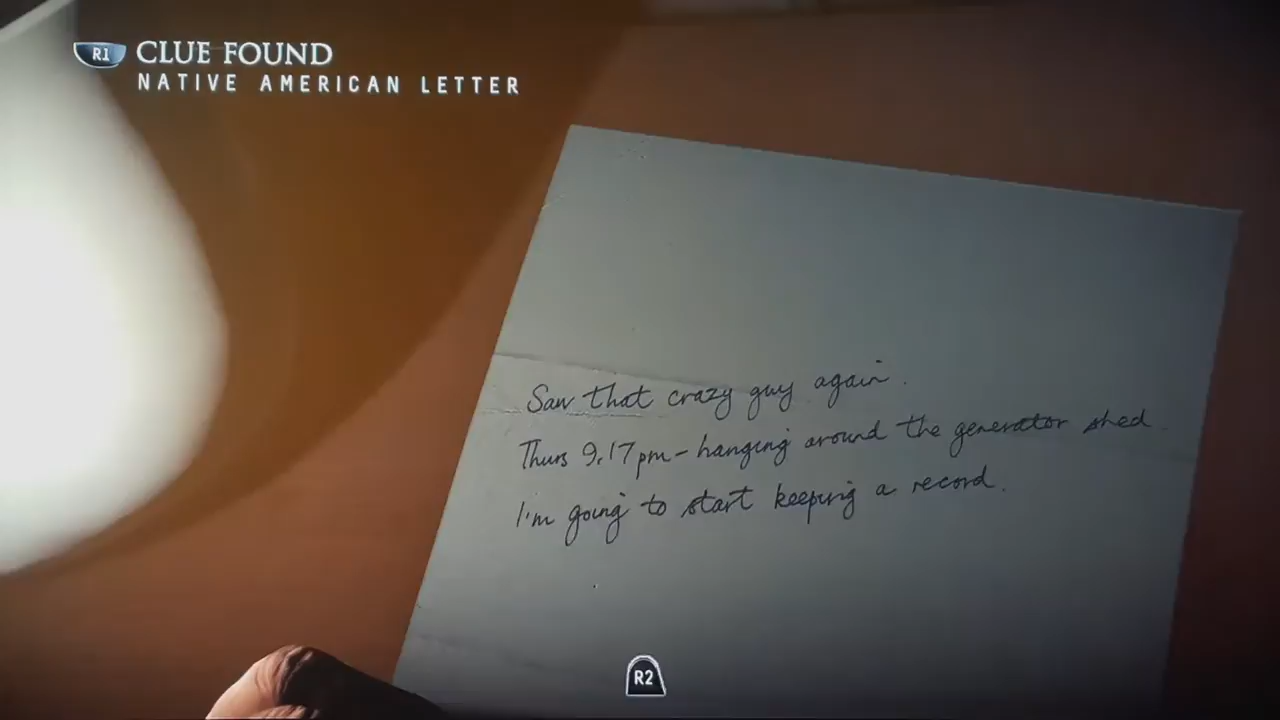 R1 CLUE FOUND
NATIVE AMERICAN LETTER
Saw that crazy guy again.
Thurs 9.17pm - hanging around the generator shed.
I'm going to start keeping a record.
R2